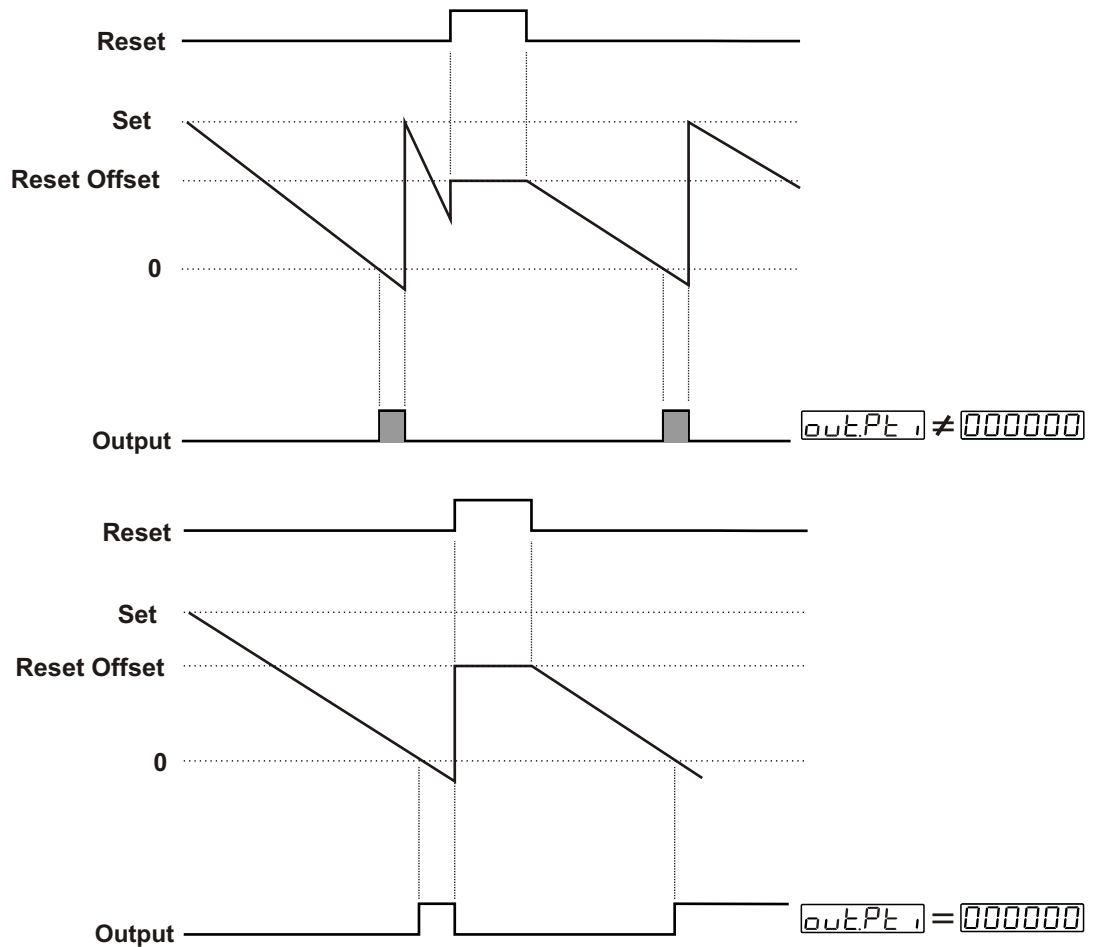 Reset
Set
Reset Offset
0
Output
out.Pt 1 ≠ 000000
Reset
Set
Reset Offset
0
Output
out.Pt 1 = 000000